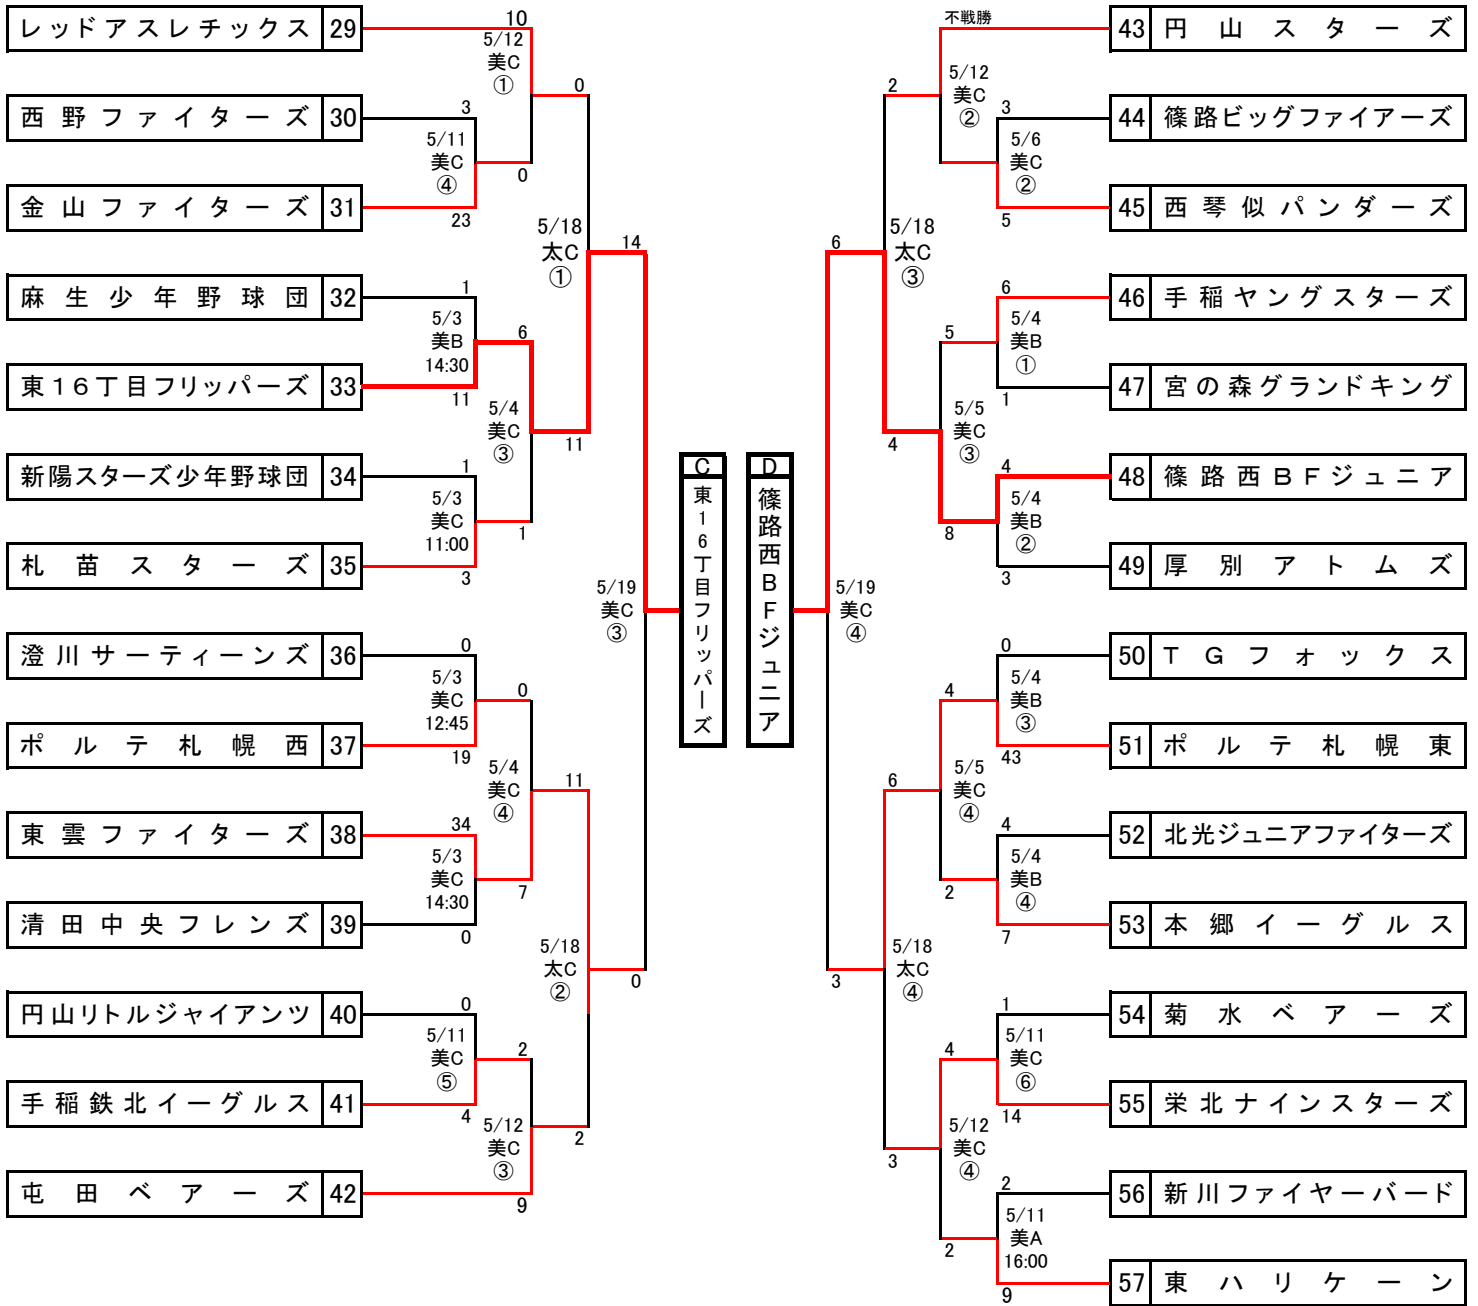 レッドアスレチックス 29
西野ファイターズ 30
金山ファイターズ 31
麻生少年野球団 32
東16丁目フリッパーズ 33
新陽スターズ少年野球団 34
札苗スターズ 35
澄川サーティーンズ 36
ポルテ札幌西 37
東雲ファイターズ 38
清田中央フレンズ 39
円山リトルジャイアンツ 40
手稲鉄北イーグルス 41
屯田ベアーズ 42
10
5/12
美C
①
0
3
5/11
美C
④
23
0
5/18
太C
①
14
1
5/3
美B
14:30
11
6
5/4
美C
③
11
1
5/3
美C
11:00
3
1
5/19
美C
③
0
5/3
美C
12:45
19
0
5/4
美C
④
11
34
5/3
美C
14:30
0
7
5/18
太C
②
0
0
5/11
美C
⑤
4
2
5/12
美C
③
9
2
C
東16丁目フリッパーズ
D
篠路西BFジュニア
不戦勝
5/12
美C
②
2
3
5/6
美C
②
5
6
5/18
太C
③
6
5/4
美B
①
1
5
5/5
美C
③
4
4
5/4
美B
②
3
8
5/19
美C
④
0
5/4
美B
③
43
4
5/5
美C
④
6
4
5/4
美B
④
7
2
5/18
太C
④
3
1
5/11
美C
⑥
14
4
5/12
美C
④
3
2
5/11
美A
16:00
9
2
43 円山スターズ
44 篠路ビッグファイアーズ
45 西琴似パンダーズ
46 手稲ヤングスターズ
47 宮の森グランドキング
48 篠路西BFジュニア
49 厚別アトムズ
50 TGフォックス
51 ポルテ札幌東
52 北光ジュニアファイターズ
53 本郷イーグルス
54 菊水ベアーズ
55 栄北ナインスターズ
56 新川ファイヤーバード
57 東ハリケーン